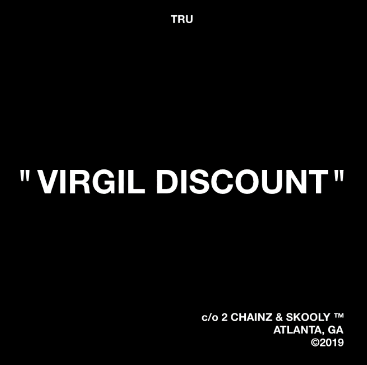 TRU
" VIRGIL DISCOUNT "
c/o 2 CHAINZ & SKOOLY ™
ATLANTA, GA
©2019